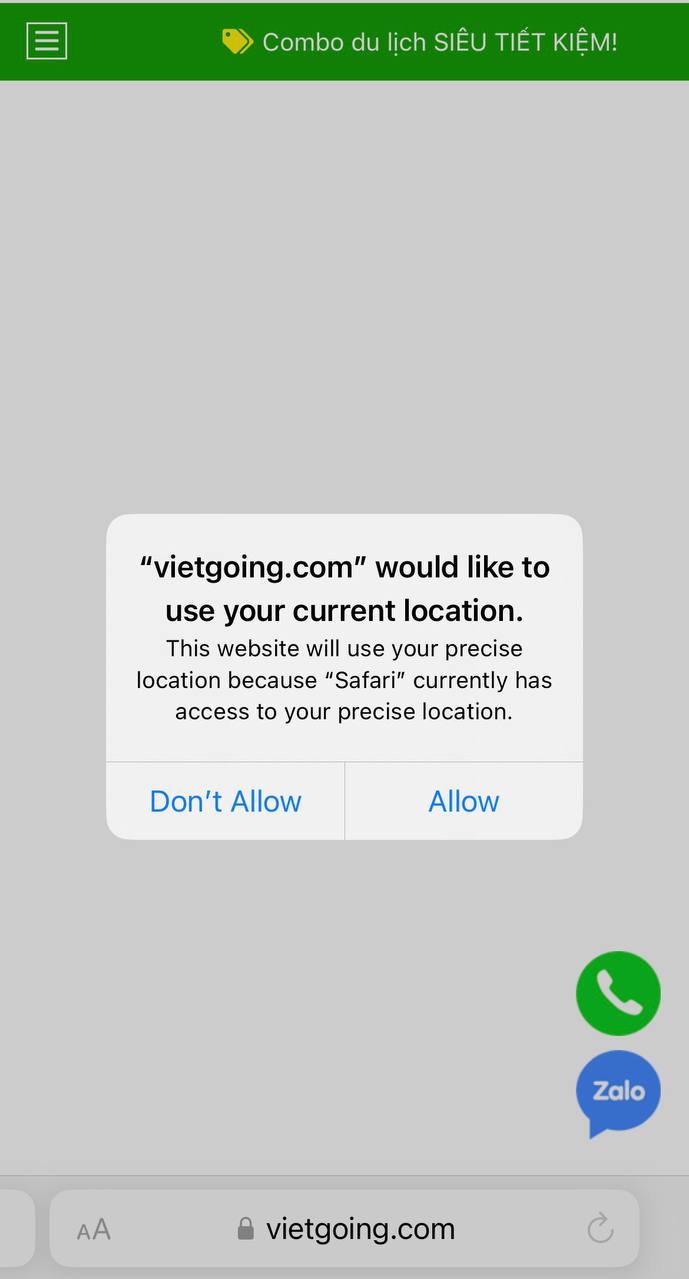 Combo du lịch SIÊU TIẾT KIỆM!
“vietgoing.com” would like to
use your current location.
This website will use your precise
location because “Safari” currently has
access to your precise location.
Don’t Allow
Allow
Zalo
AA
vietgoing.com